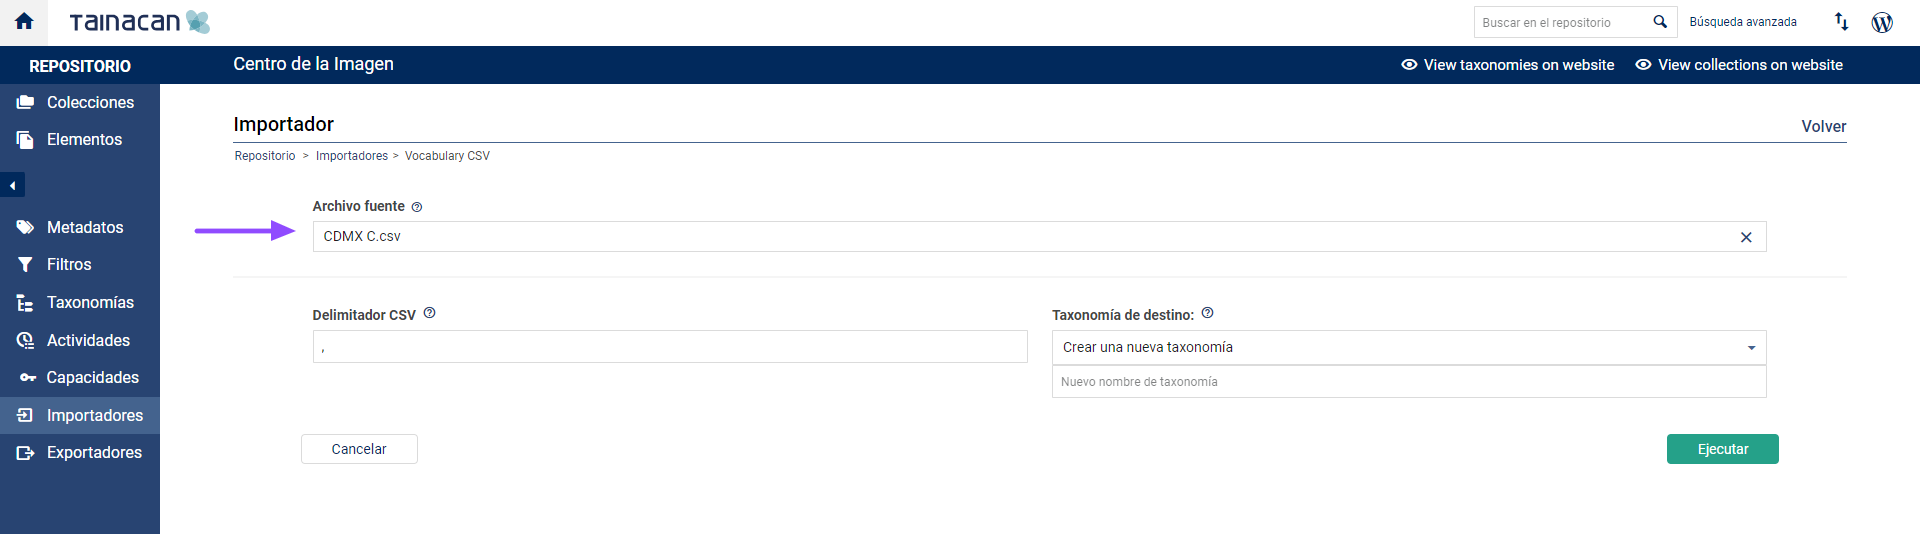 TAINACAN
Buscar en el repositorio
Búsqueda avanzada
REPOSITORIO
Centro de la Imagen
View taxonomies on website
View collections on website
Colecciones
Elementos
Metadatos
Filtros
Taxonomías
Actividades
Capacidades
Importadores
Exportadores
Importador
Volver
Repositorio > Importadores > Vocabulary CSV
Archivo fuente
CDMX C.csv
Delimitador CSV
,
Taxonomía de destino:
Crear una nueva taxonomía
Nuevo nombre de taxonomía
Cancelar
Ejecutar